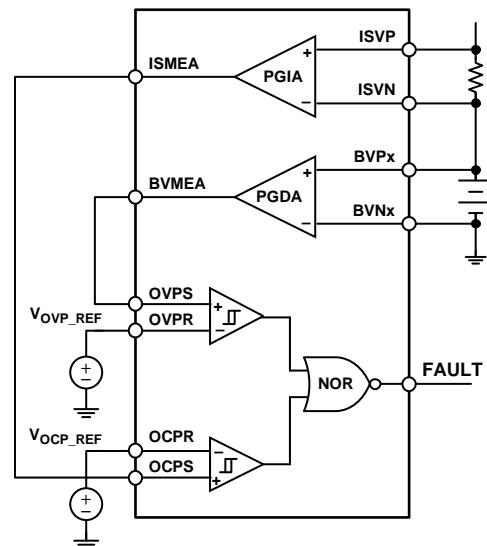 ISMEA
PGIA
+
−
ISVP
ISVN
BVMEA
PGDA
+
−
BVPx
BVNx
OVPS
OVPR
+
−
VOVP_REF
+
−
NOR
FAULT
VOCP_REF
OCPR
OCPS
−
+
+
−